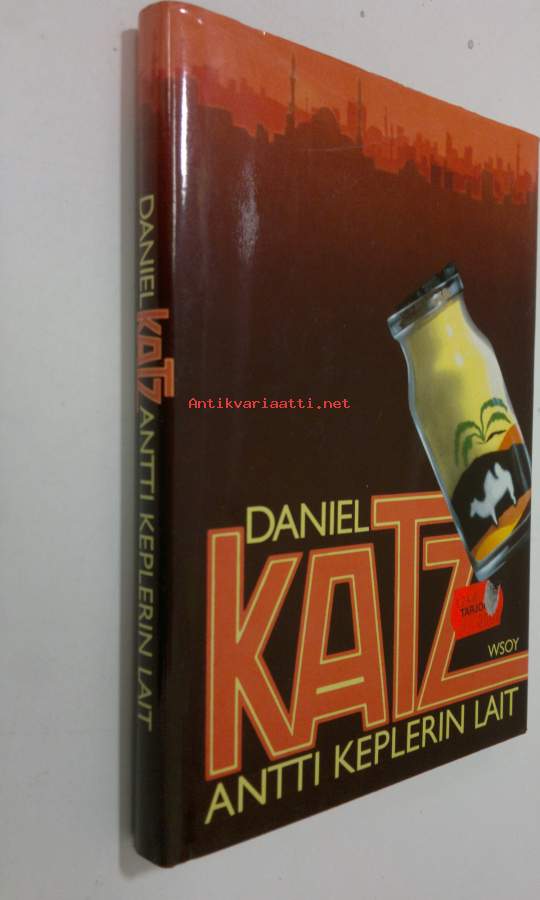 DANIEL KATZ ANTTI KEPLERIN LAIT
Antikvariaatti.net
DANIEL
KATZ
WSOY
ANTTI KEPLERIN LAIT